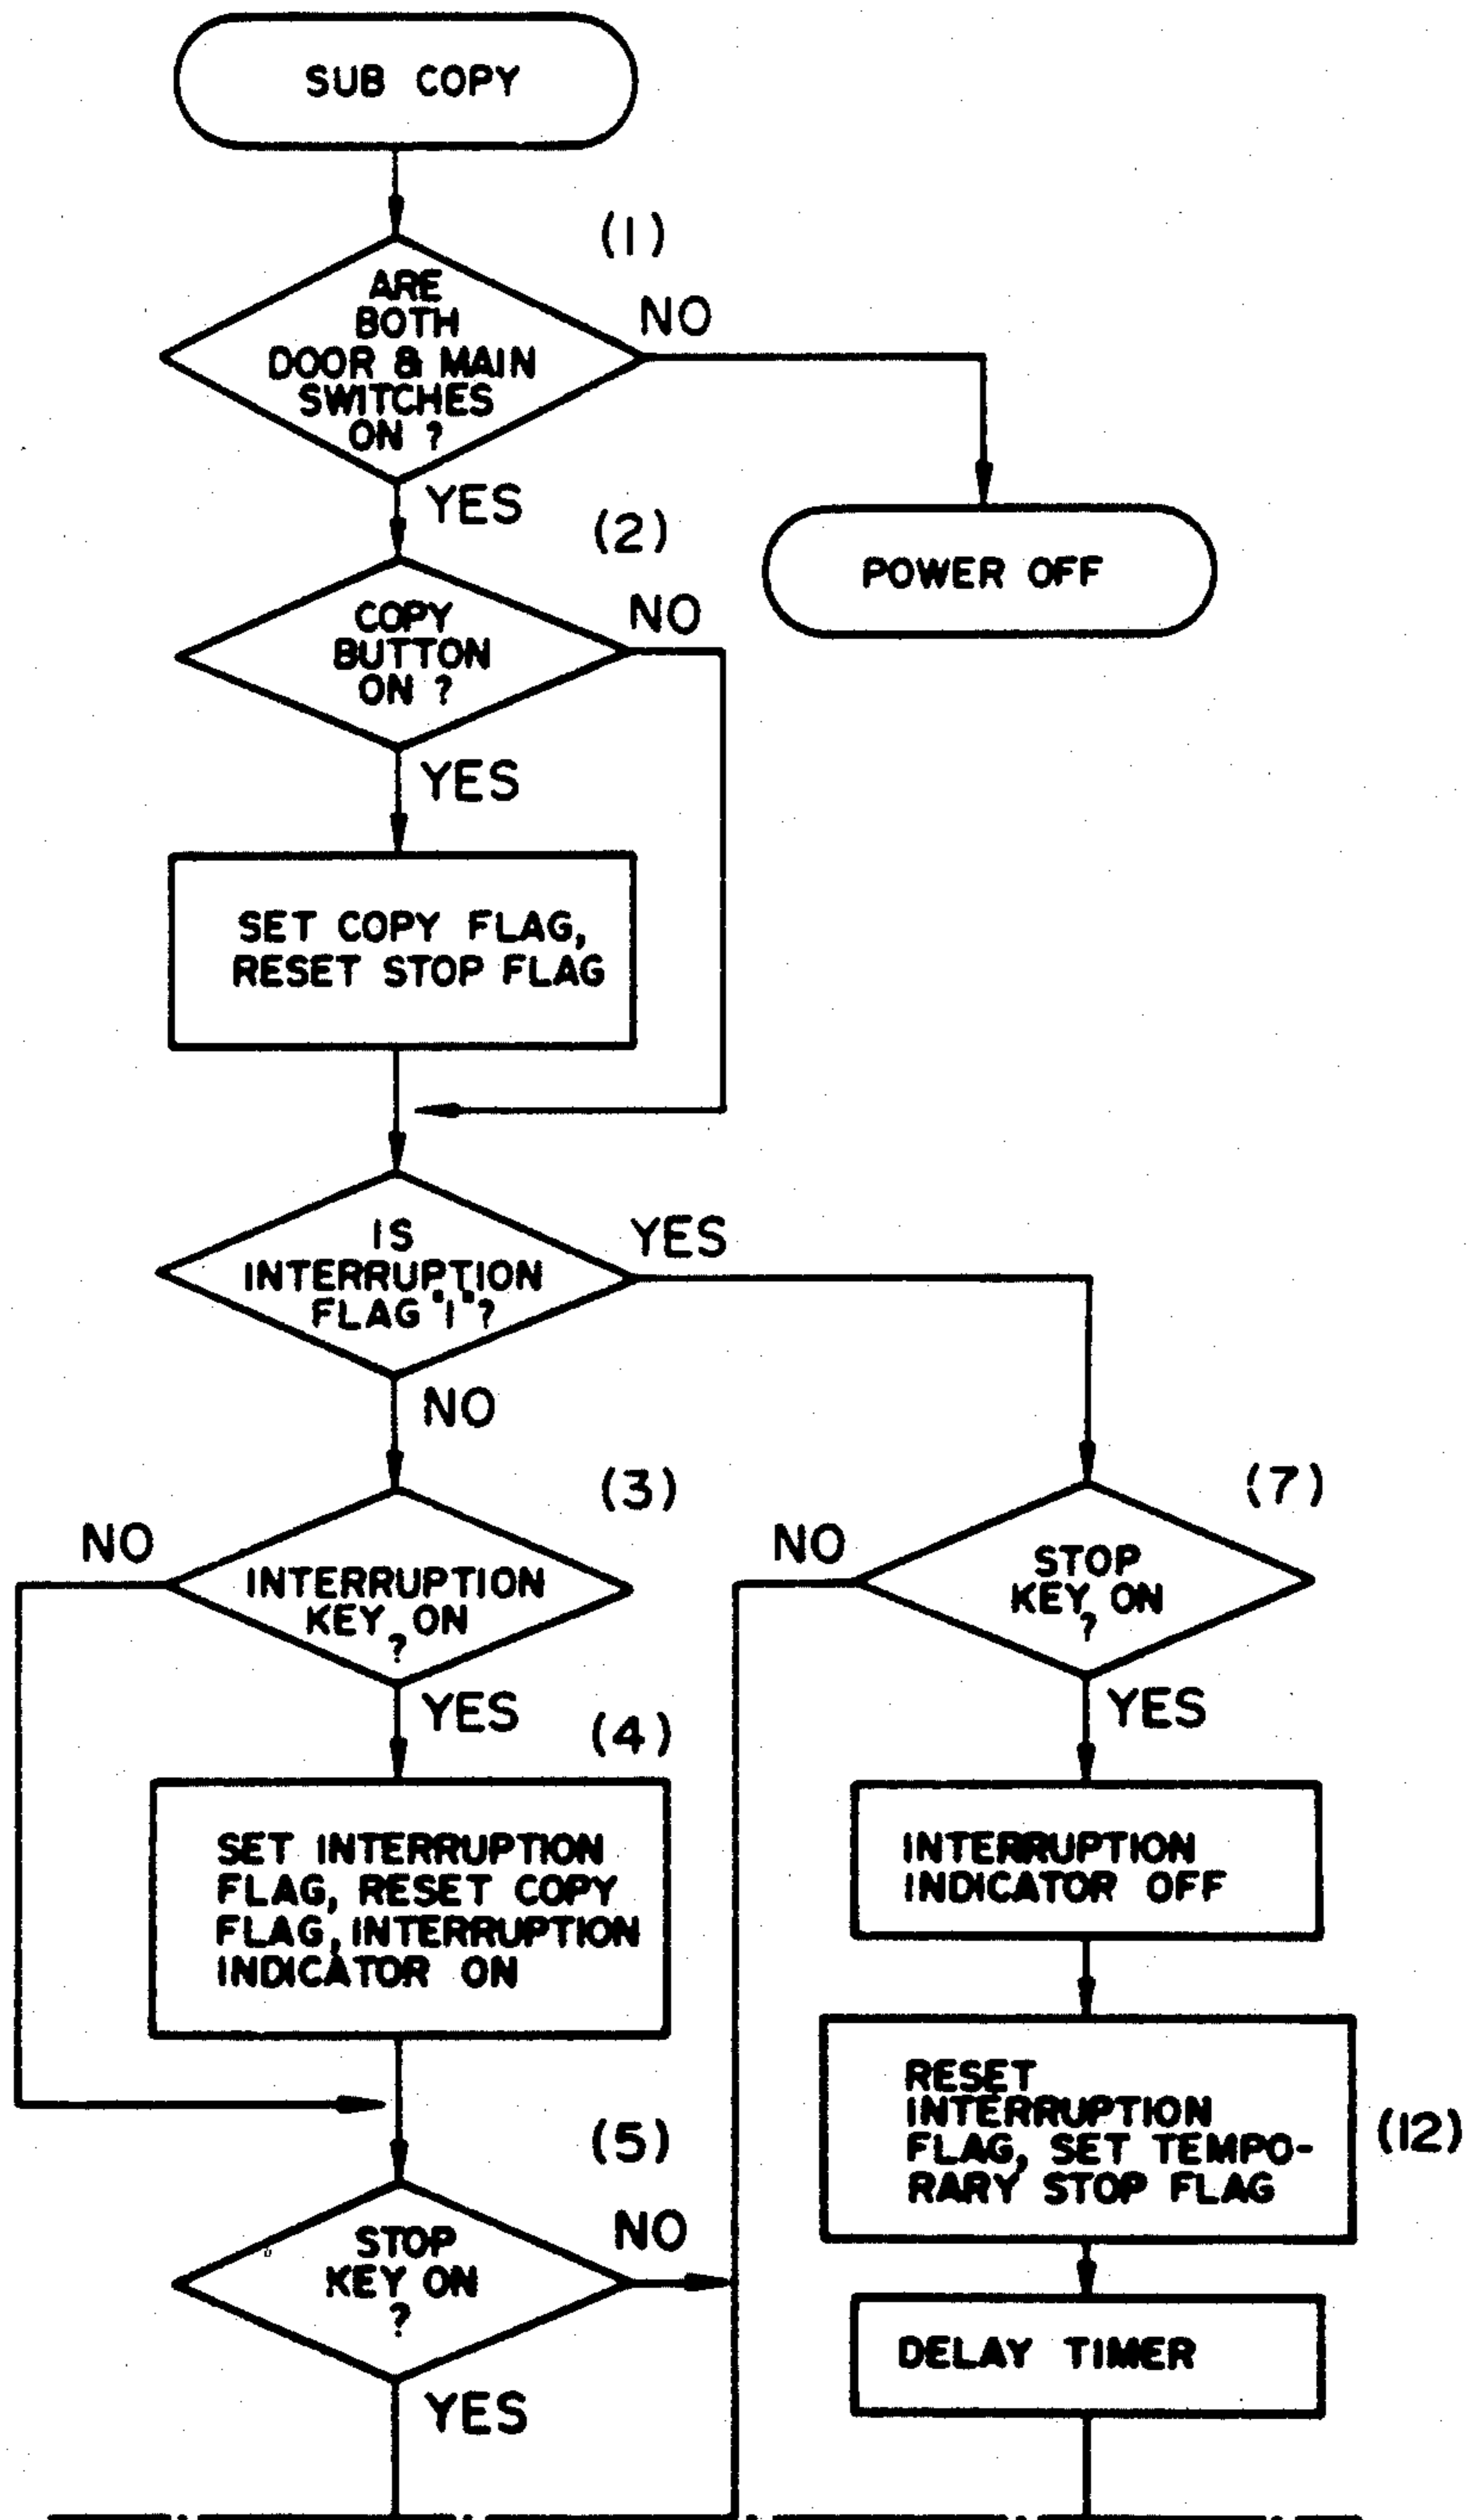 SUB COPY
(1)
ARE
BOTH
DOOR & MAIN
SWITCHES
ON ?
NO
YES
POWER OFF
(2)
COPY
BUTTON
ON ?
NO
YES
SET COPY FLAG,
RESET STOP FLAG
IS
INTERRUPTION
FLAG "1" ?
YES
NO
(3)
INTERRUPTION
KEY ON
?
NO
YES
(4)
SET INTERRUPTION
FLAG, RESET COPY
FLAG, INTERRUPTION
INDICATOR ON
(5)
STOP
KEY ON
?
NO
YES
(7)
STOP
KEY ON
?
NO
YES
INTERRUPTION
INDICATOR OFF
RESET
INTERRUPTION
FLAG, SET TEMPO-
RARY STOP FLAG
(12)
DELAY TIMER